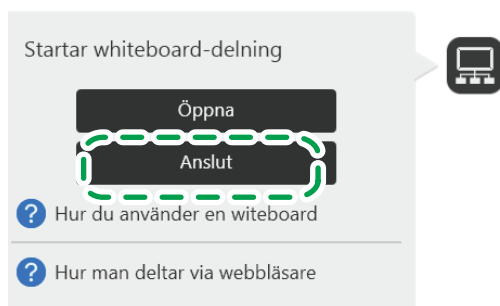 Startar whiteboard-delning
Öppna
Anslut
? Hur du använder en witeboard
? Hur man deltar via webbläsare